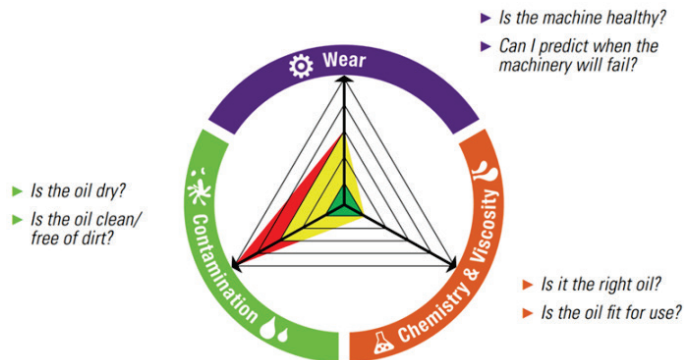 ► Is the machine healthy?
► Can I predict when the
machinery will fail?
Wear
► Is the oil dry?
► Is the oil clean/
free of dirt?
Contamination
Chemistry & Viscosity
► Is it the right oil?
► Is the oil fit for use?